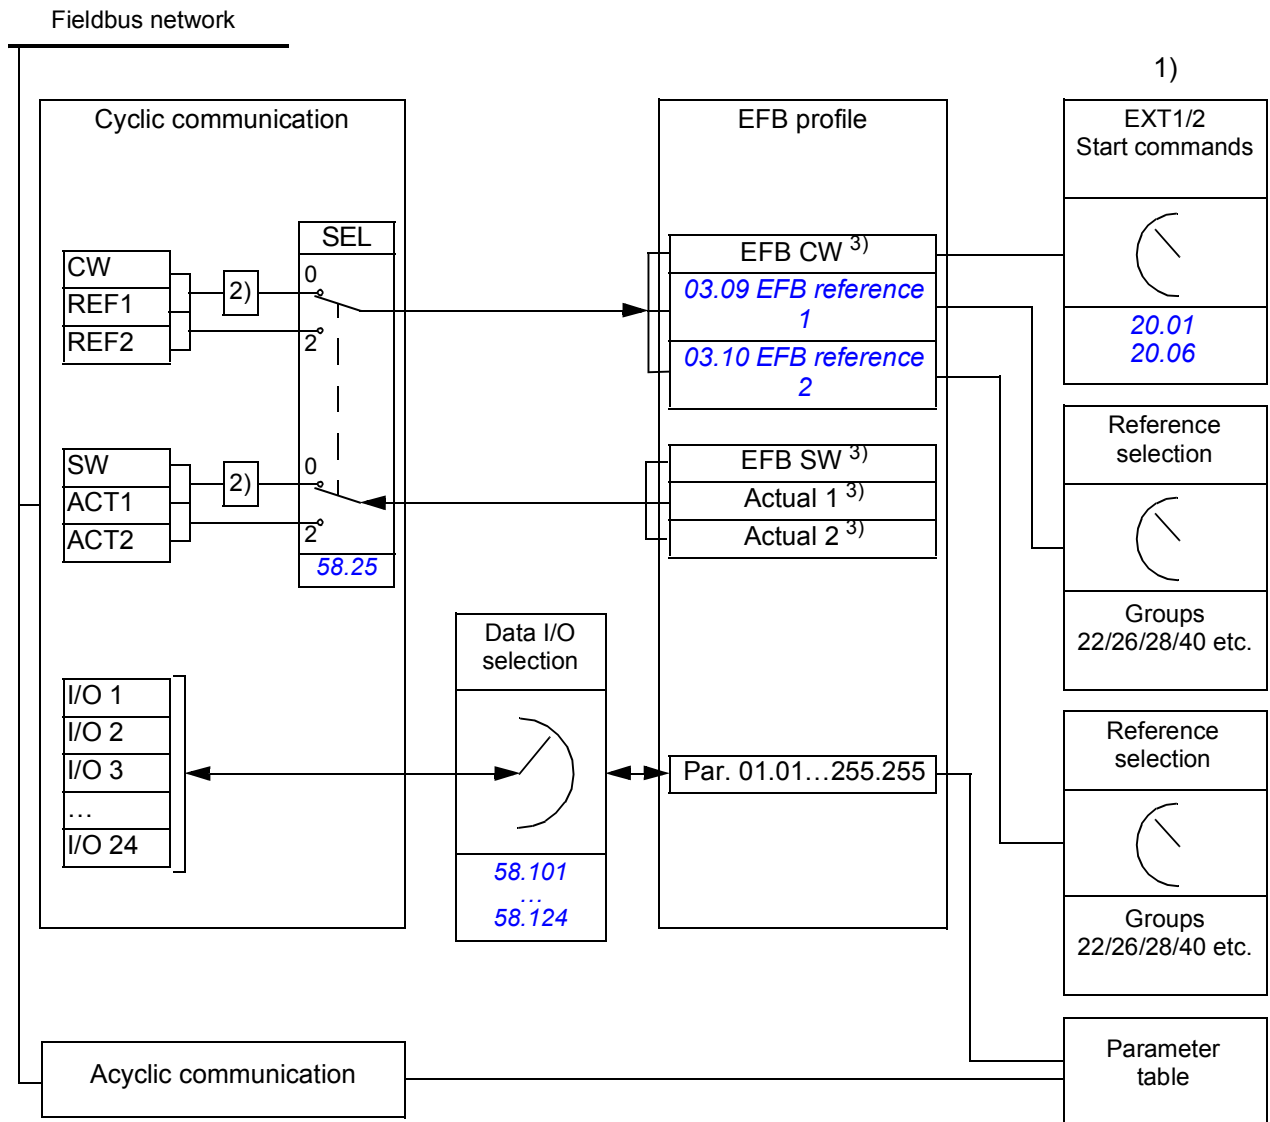 Fieldbus network
1)
Cyclic communication
EFB profile
EXT1/2
Start commands
SEL
CW
REF1
REF2
2)
0
2
EFB CW 3)
03.09 EFB reference
1
03.10 EFB reference
2
20.01
20.06
SW
ACT1
ACT2
2)
0
2
58.25
EFB SW 3)
Actual 1 3)
Actual 2 3)
Reference
selection
Groups
22/26/28/40 etc.
Data I/O
selection
58.101
…
58.124
I/O 1
I/O 2
I/O 3
…
I/O 24
Par. 01.01…255.255
Reference
selection
Groups
22/26/28/40 etc.
Acyclic communication
Parameter
table